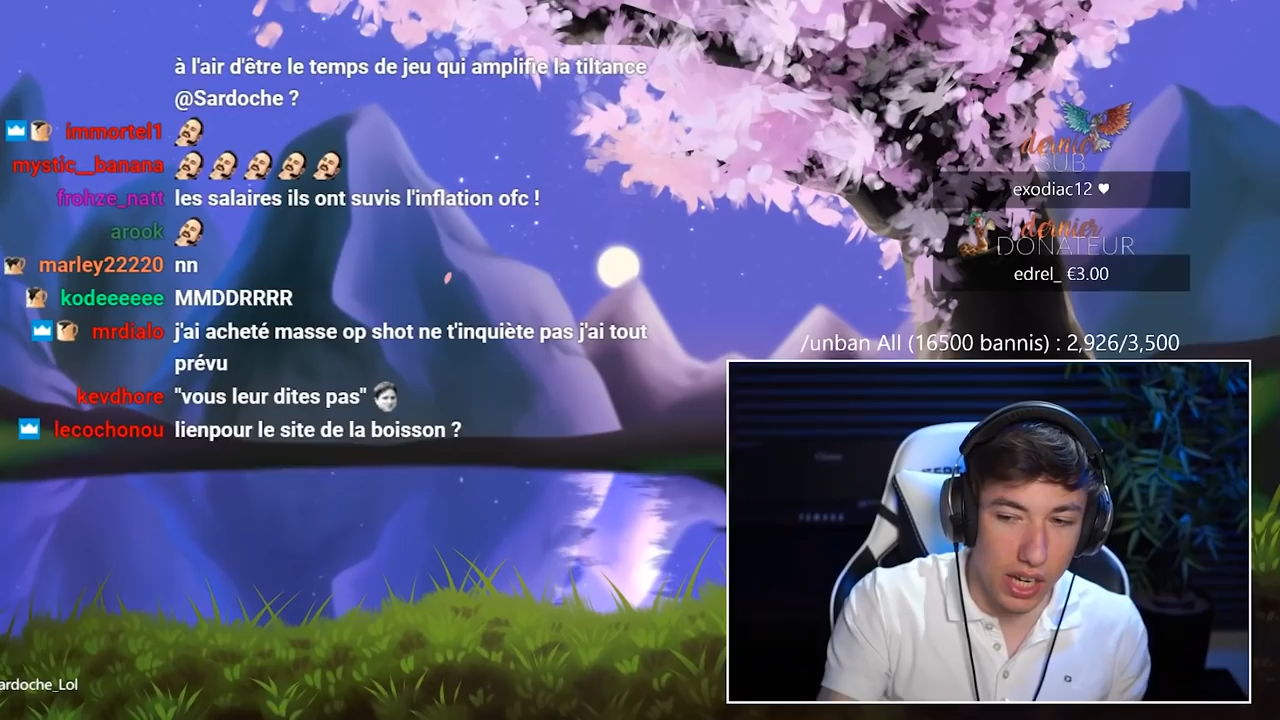 à l'air d'être le temps de jeu qui amplifie la tiltance
@Sardoche ?
immortel1
mystic__banana
frohze_natt les salaires ils ont suvis l'inflation ofc !
arook
marley22220 nn
kodeeeeee MMDDRRRR
mrdialo j'ai acheté masse op shot ne t'inquiète pas j'ai tout
prévu
kevdhore "vous leur dites pas"
lecochonou lienpour le site de la boisson ?
ardoche_Lol
dernier
SUB
exodiac12 ♥
dernier
DONATEUR
edrel_ €3.00
/unban All (16500 bannis) : 2,926/3,500